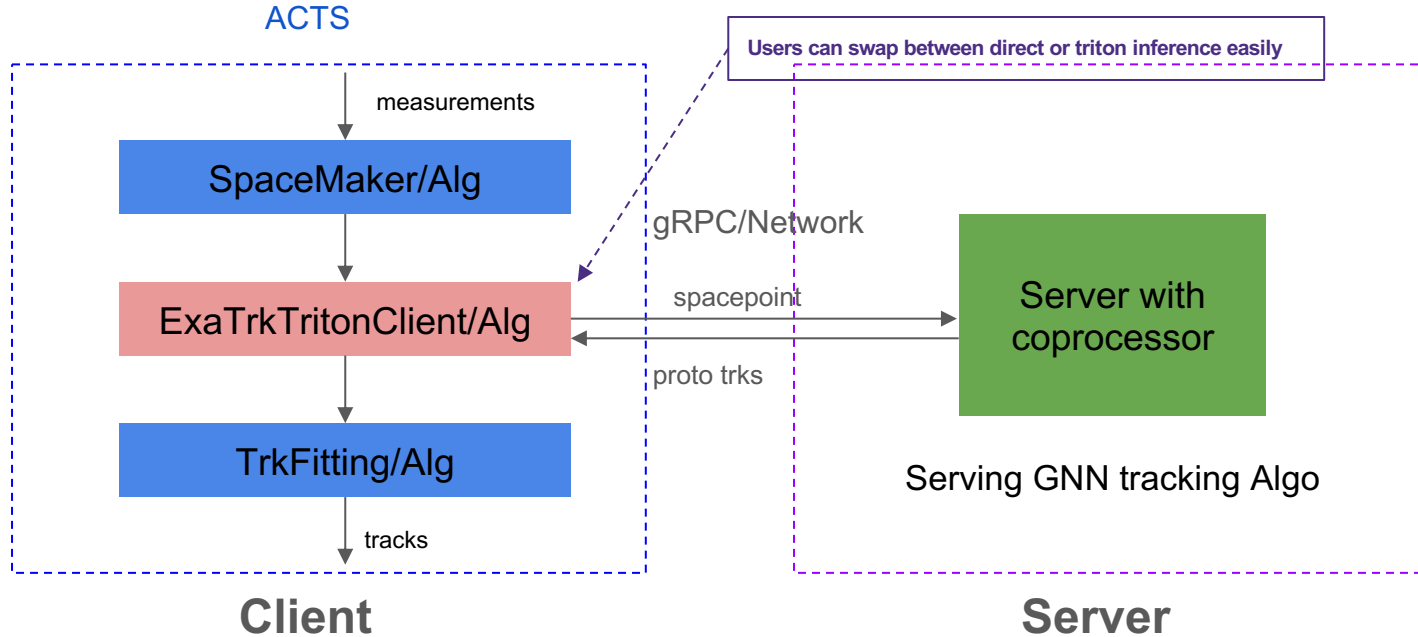 ACTS
Users can swap between direct or triton inference easily
measurements
SpaceMaker/Alg
gRPC/Network
ExaTrkTritonClient/Alg
spacepoint
proto trks
Server with
coprocessor
TrkFitting/Alg
Serving GNN tracking Algo
tracks
Client
Server